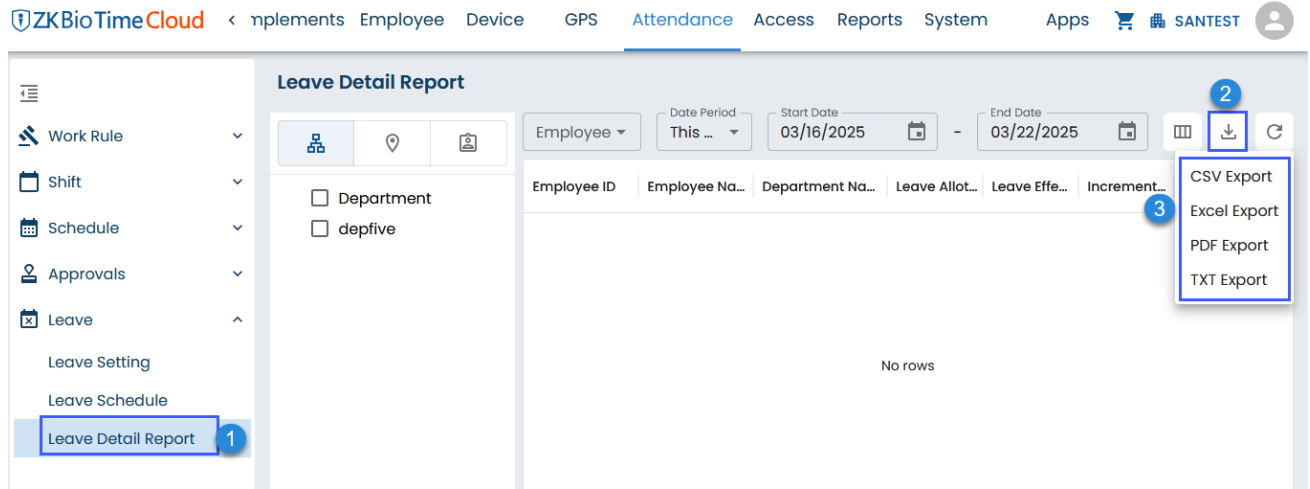 ZKBioTime Cloud < mplements Employee Device GPS Attendance Access Reports System Apps SANTEST
Leave Detail Report
2
Work Rule
Shift
Schedule
Approvals
Leave
Leave Setting
Leave Schedule
Leave Detail Report 1
Department
depfive
Employee
Date Period
This ...
Start Date
03/16/2025
-
End Date
03/22/2025
Employee ID Employee Na... Department Na... Leave Allot... Leave Effe... Increment...
No rows
3
CSV Export
Excel Export
PDF Export
TXT Export